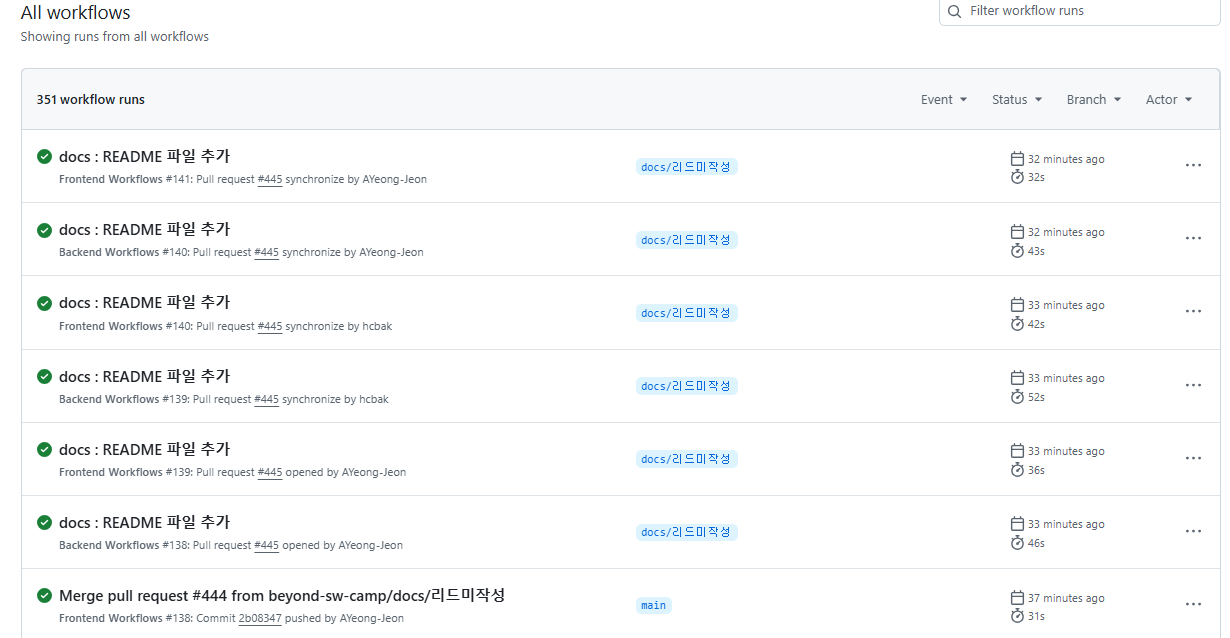 All workflows
Filter workflow runs
Showing runs from all workflows
351 workflow runs
Event Status Branch Actor
docs : README 파일 추가
Frontend Workflows #141: Pull request #445 synchronize by AYeong-Jeon
docs/리드미작성
32 minutes ago
32s
docs : README 파일 추가
Backend Workflows #140: Pull request #445 synchronize by AYeong-Jeon
docs/리드미작성
32 minutes ago
43s
docs : README 파일 추가
Frontend Workflows #140: Pull request #445 synchronize by hcbak
docs/리드미작성
33 minutes ago
42s
docs : README 파일 추가
Backend Workflows #139: Pull request #445 synchronize by hcbak
docs/리드미작성
33 minutes ago
52s
docs : README 파일 추가
Frontend Workflows #139: Pull request #445 opened by AYeong-Jeon
docs/리드미작성
33 minutes ago
36s
docs : README 파일 추가
Backend Workflows #138: Pull request #445 opened by AYeong-Jeon
docs/리드미작성
33 minutes ago
46s
Merge pull request #444 from beyond-sw-camp/docs/리드미작성
Frontend Workflows #138: Commit 2b08347 pushed by AYeong-Jeon
main
37 minutes ago
31s